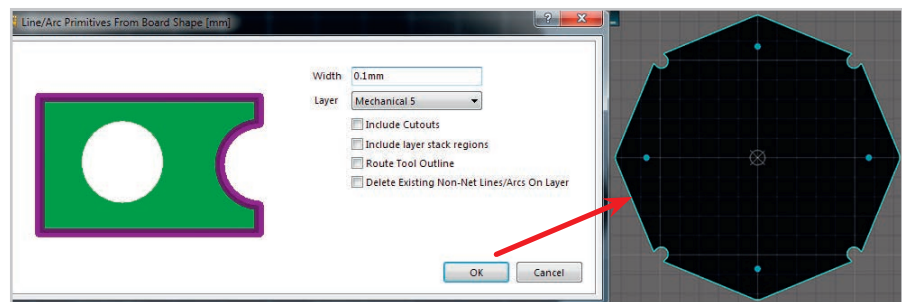 Line/Arc Primitives From Board Shape [mm]
Width 0.1mm
Layer Mechanical 5
Include Cutouts
Include layer stack regions
Route Tool Outline
Delete Existing Non-Net Lines/Arcs On Layer
OK Cancel